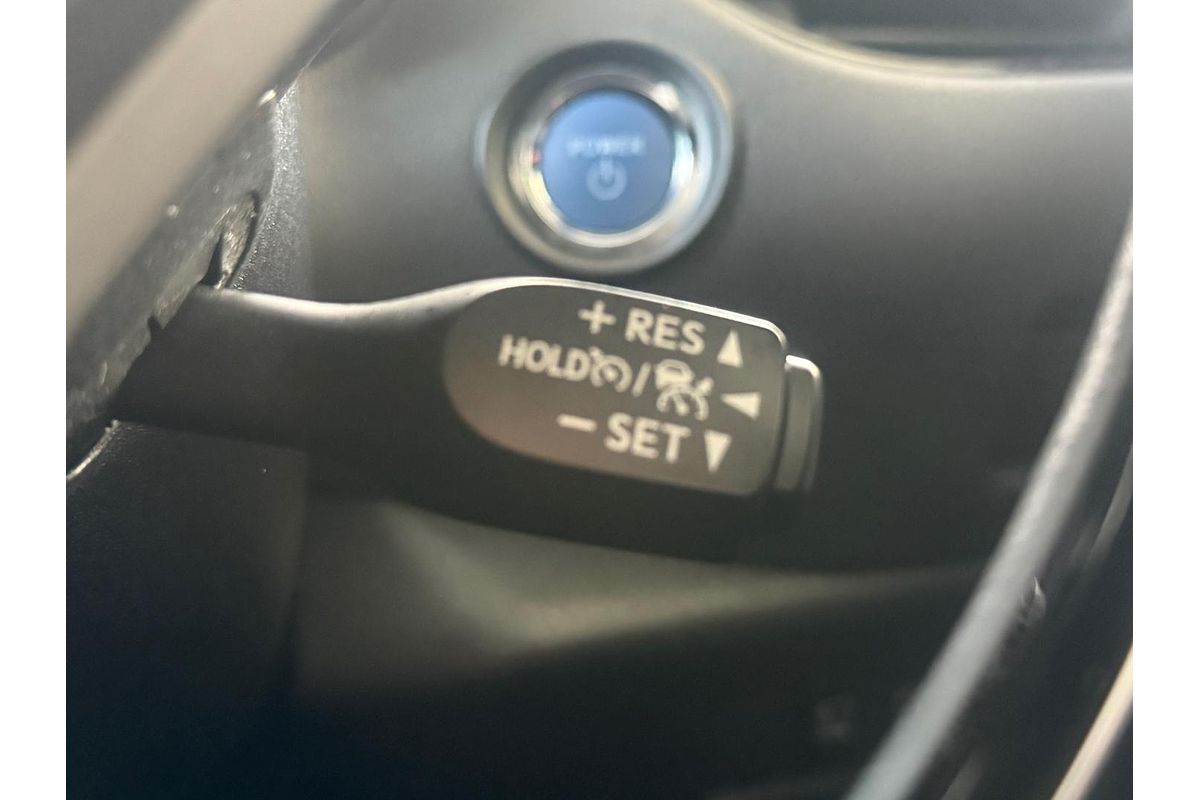 POWER
+ RES
HOLD /
− SET